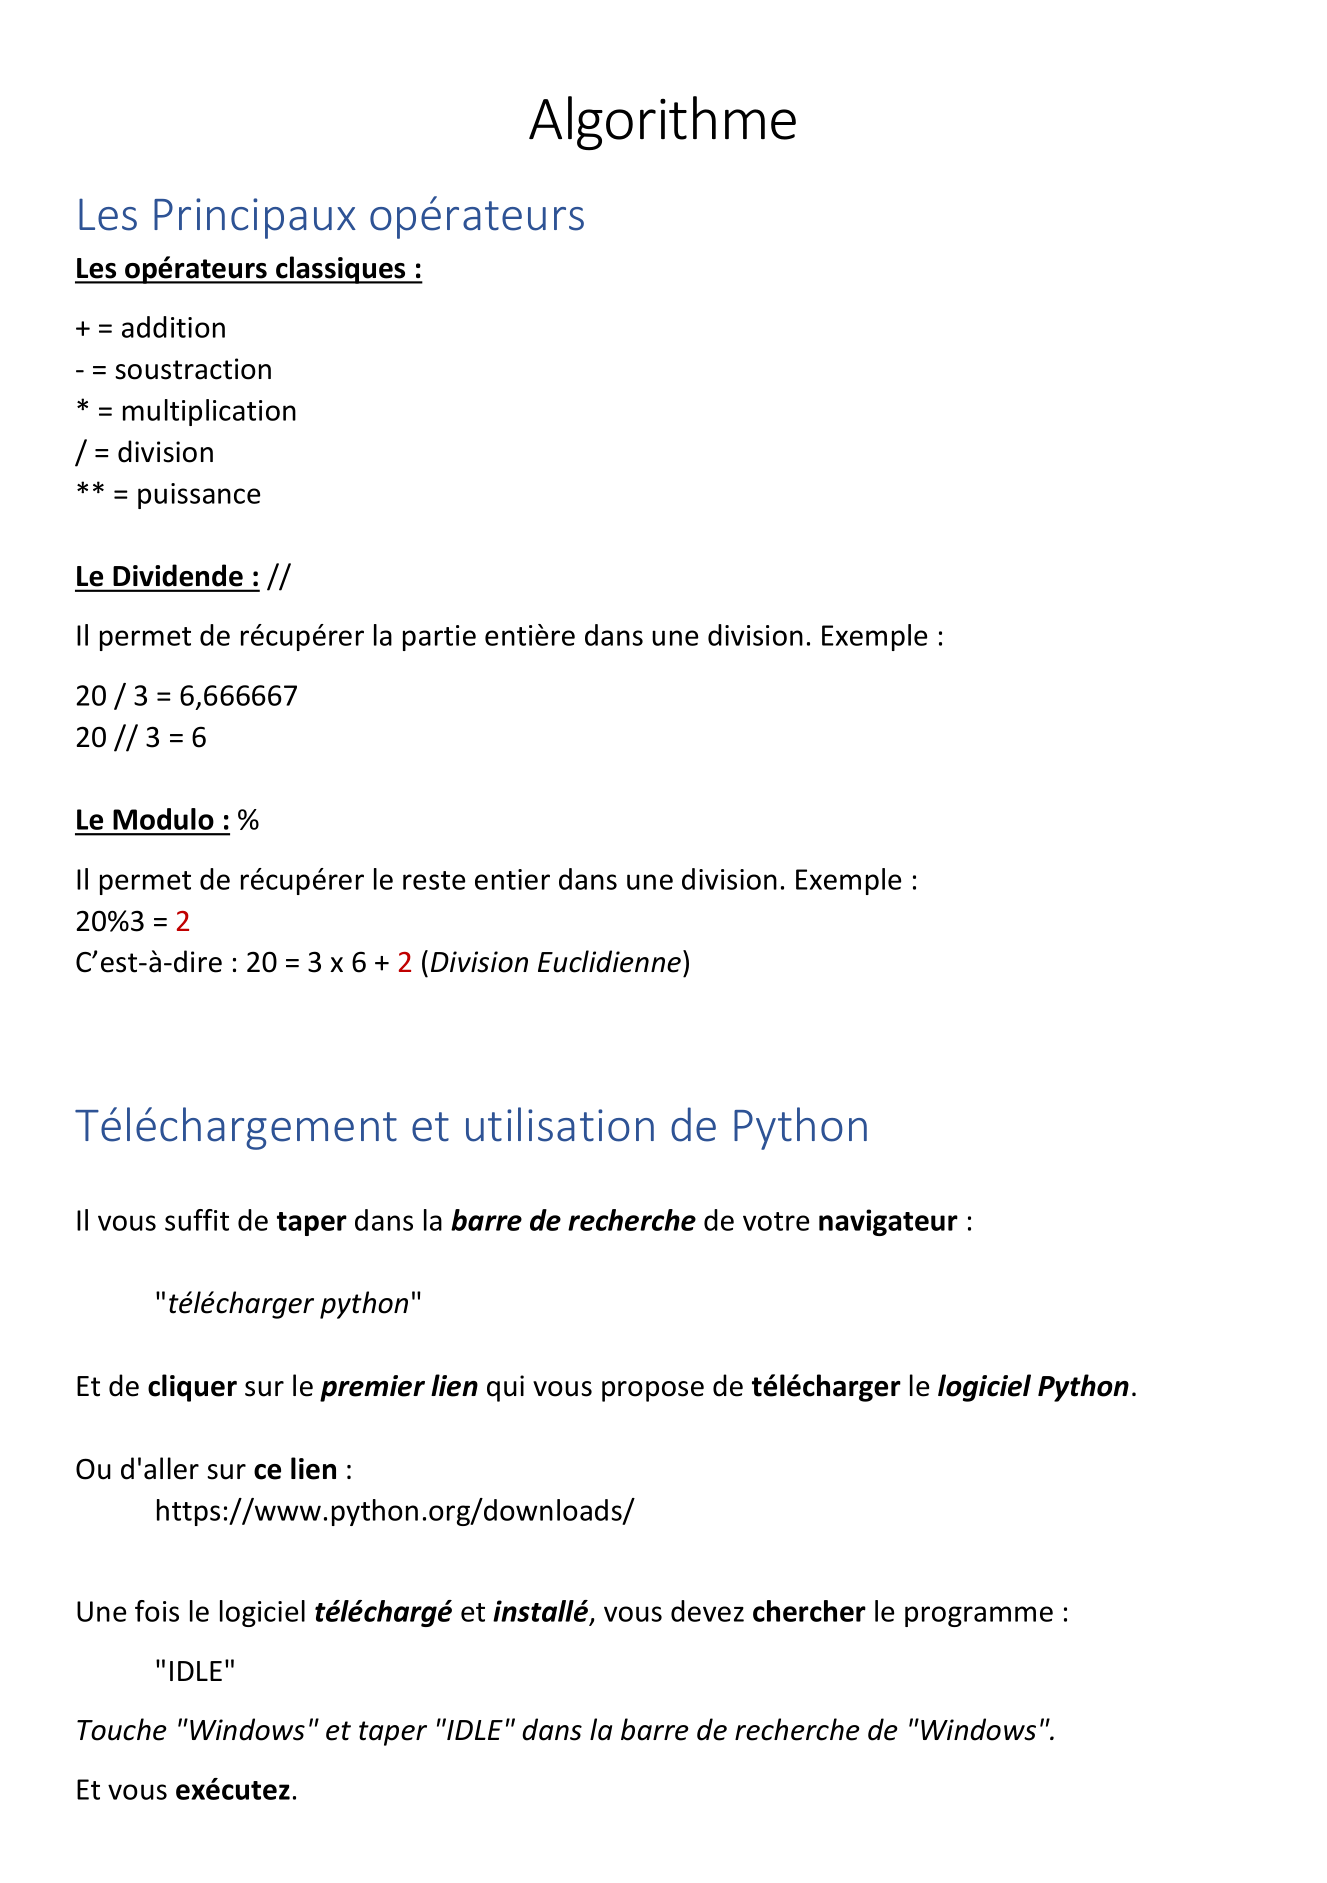 Algorithme
Les Principaux opérateurs
Les opérateurs classiques :
+ = addition
- = soustraction
* = multiplication
/ = division
** = puissance
Le Dividende : //
Il permet de récupérer la partie entière dans une division. Exemple :
20 / 3 = 6,666667
20 // 3 = 6
Le Modulo : %
Il permet de récupérer le reste entier dans une division. Exemple :
20%3 = 2
C’est-à-dire : 20 = 3 x 6 + 2 (Division Euclidienne)
Téléchargement et utilisation de Python
Il vous suffit de taper dans la barre de recherche de votre navigateur :
"télécharger python"
Et de cliquer sur le premier lien qui vous propose de télécharger le logiciel Python.
Ou d'aller sur ce lien :
https://www.python.org/downloads/
Une fois le logiciel téléchargé et installé, vous devez chercher le programme :
"IDLE"
Touche "Windows" et taper "IDLE" dans la barre de recherche de "Windows".
Et vous exécutez.